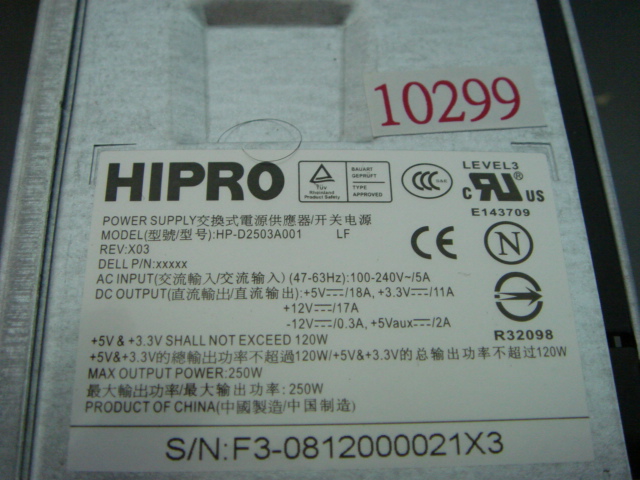 10299
HIPRO
TÜV
Rheinland
Product Safety
BAUART
GEPRÜFT
TYPE
APPROVED
CCC
LEVEL3
c RU US
E143709
POWER SUPPLY交換式電源供應器/开关电源
MODEL(型號/型号):HP-D2503A001 LF
REV:X03
DELL P/N:xxxxx
CE
N
AC INPUT(交流輸入/交流输入) (47-63Hz):100-240V~/5A
DC OUTPUT(直流輸出/直流输出):+5V⎓/18A, +3.3V⎓/11A
+12V⎓/17A
-12V⎓/0.3A, +5Vaux⎓/2A
R32098
+5V & +3.3V SHALL NOT EXCEED 120W
+5V&+3.3V的總輸出功率不超過120W/+5V&+3.3V的总输出功率不超过120W
MAX OUTPUT POWER:250W
最大輸出功率/最大输出功率: 250W
PRODUCT OF CHINA(中國製造/中国制造)
S/N:F3-0812000021X3